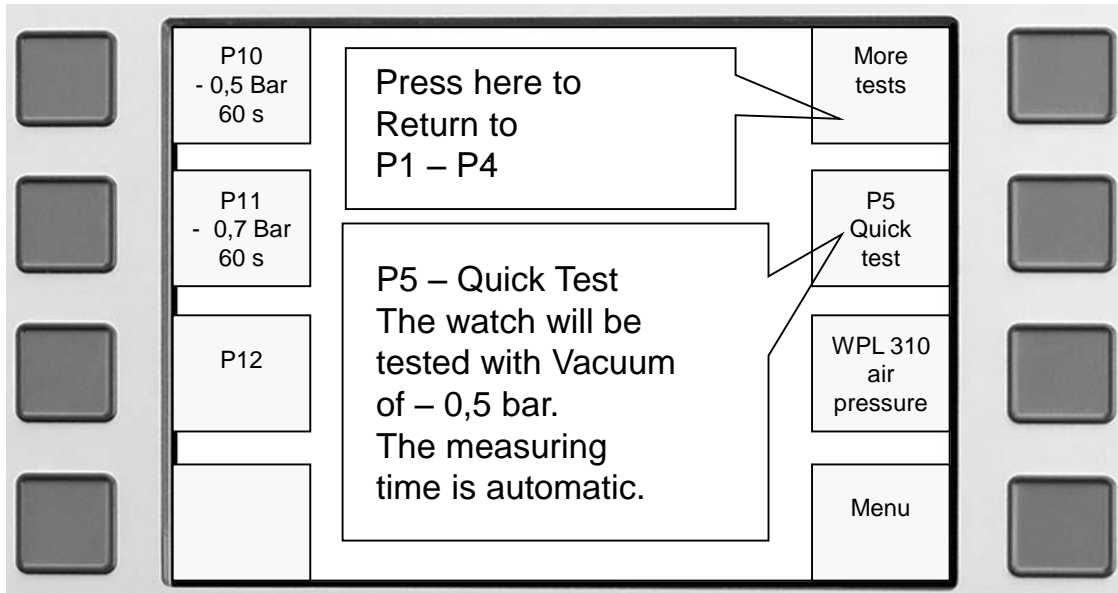 P10
- 0,5 Bar
60 s
P11
- 0,7 Bar
60 s
P12
Press here to
Return to
P1 – P4
P5 – Quick Test
The watch will be
tested with Vacuum
of – 0,5 bar.
The measuring
time is automatic.
More
tests
P5
Quick
test
WPL 310
air
pressure
Menu